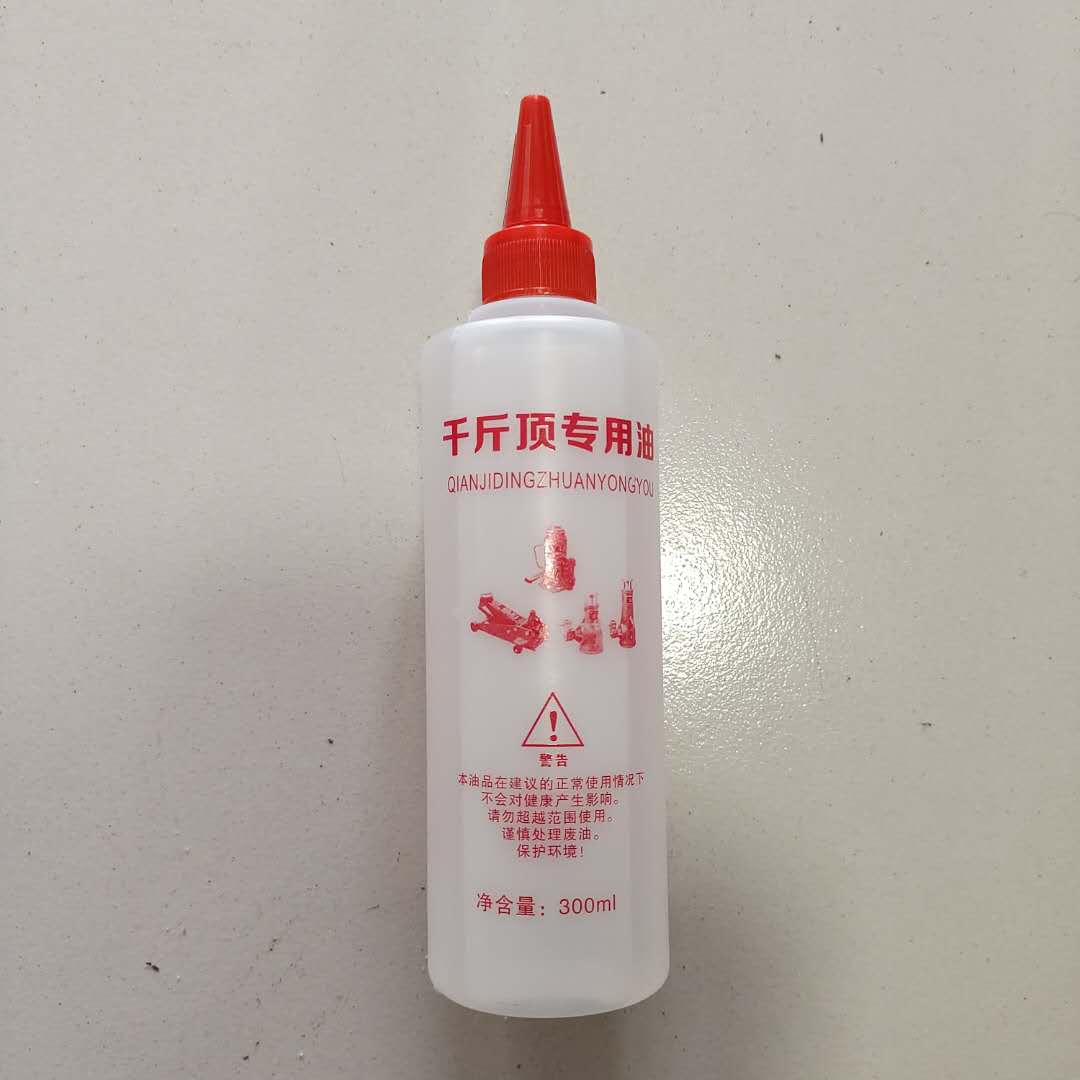 千斤顶专用油
QIANJIDINGZHUANYONGYOU
警告
本油品在建议的正常使用情况下
不会对健康产生影响。
请勿超越范围使用。
谨慎处理废油。
保护环境!
净含量：300ml